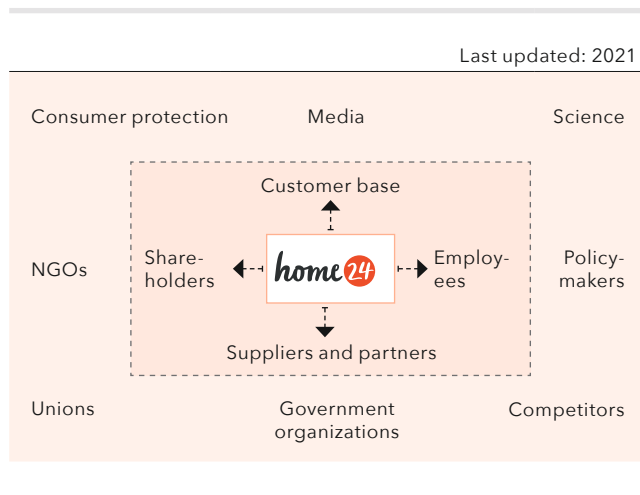 Last updated: 2021
Consumer protection
Media
Science
Customer base
NGOs
Share-
holders
home24
Employ-
ees
Policy-
makers
Suppliers and partners
Unions
Government
organizations
Competitors